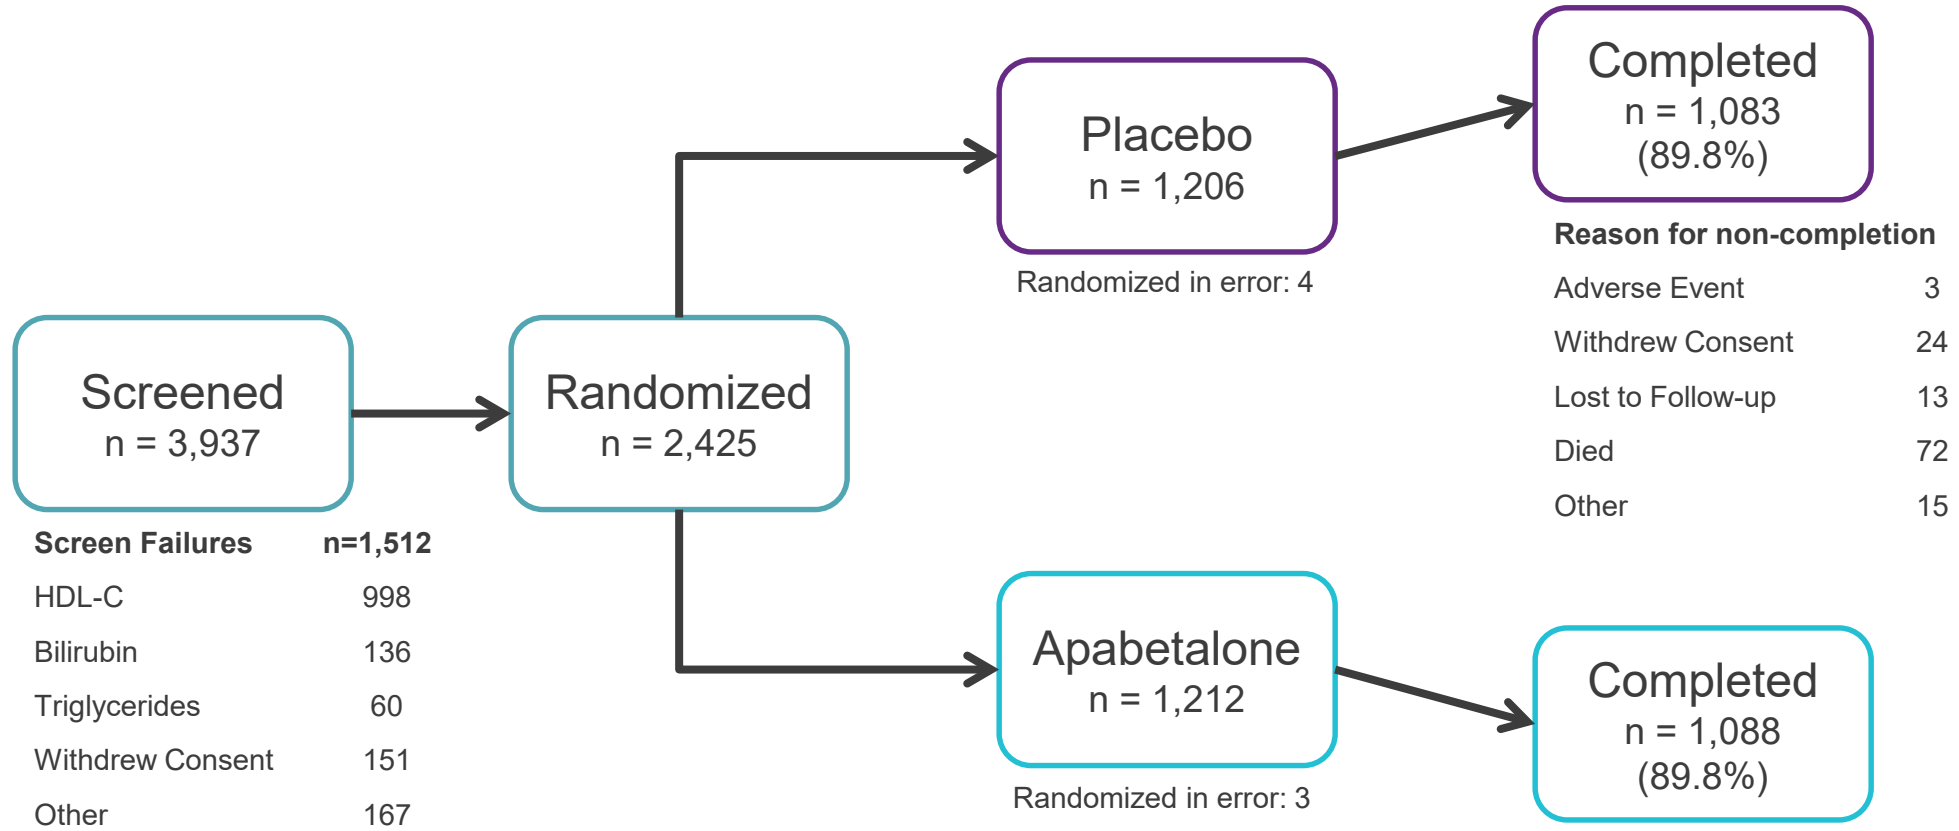 Screened
n = 3,937
Screen Failures n=1,512
HDL-C 998
Bilirubin 136
Triglycerides 60
Withdrew Consent 151
Other 167
Randomized
n = 2,425
Placebo
n = 1,206
Randomized in error: 4
Completed
n = 1,083
(89.8%)
Reason for non-completion
Adverse Event 3
Withdrew Consent 24
Lost to Follow-up 13
Died 72
Other 15
Apabetalone
n = 1,212
Randomized in error: 3
Completed
n = 1,088
(89.8%)